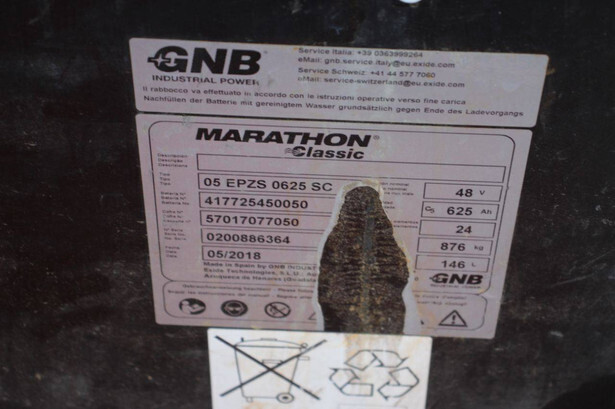 GNB
INDUSTRIAL POWER
Service Italia: +39 0363999264
eMail: gnb.service.italy@eu.exide.com
Service Schweiz: +41 44 577 7060
eMail: service-switzerland@eu.exide.com
Il rabbocco va effettuato in accordo con le istruzioni operative verso fine carica
Nachfüllen der Batterie mit gereinigtem Wasser grundsätzlich gegen Ende des Ladevorgangs
MARATHON
Classic
05 EPZS 0625 SC
48 V
417725450050
C5 625 Ah
57017077050
24
0200886364
876 kg
05/2018
146 L
Made in Spain by GNB
Exide Technologies, S.L.U.
GNB